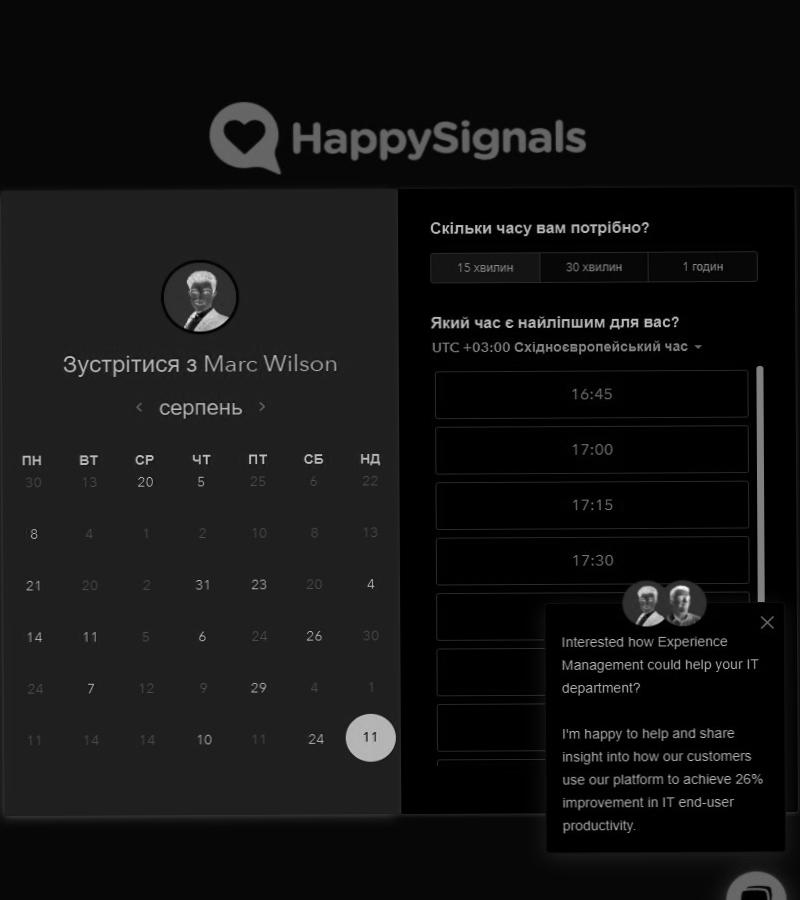 HappySignals
Зустрітися з Marc Wilson
серпень
ПН ВТ СР ЧТ ПТ СБ НД
30 13 20 5 25 6 22
8 4 1 2 10 8 13
21 20 2 31 23 20 4
14 11 5 6 24 26 30
24 7 12 9 29 4 1
11 14 14 10 11 24 11
Скільки часу вам потрібно?
15 хвилин 30 хвилин 1 годин
Який час є найліпшим для вас?
UTC +03:00 Східноєвропейський час
16:45
17:00
17:15
17:30
Interested how Experience
Management could help your IT
department?
I'm happy to help and share
insight into how our customers
use our platform to achieve 26%
improvement in IT end-user
productivity.